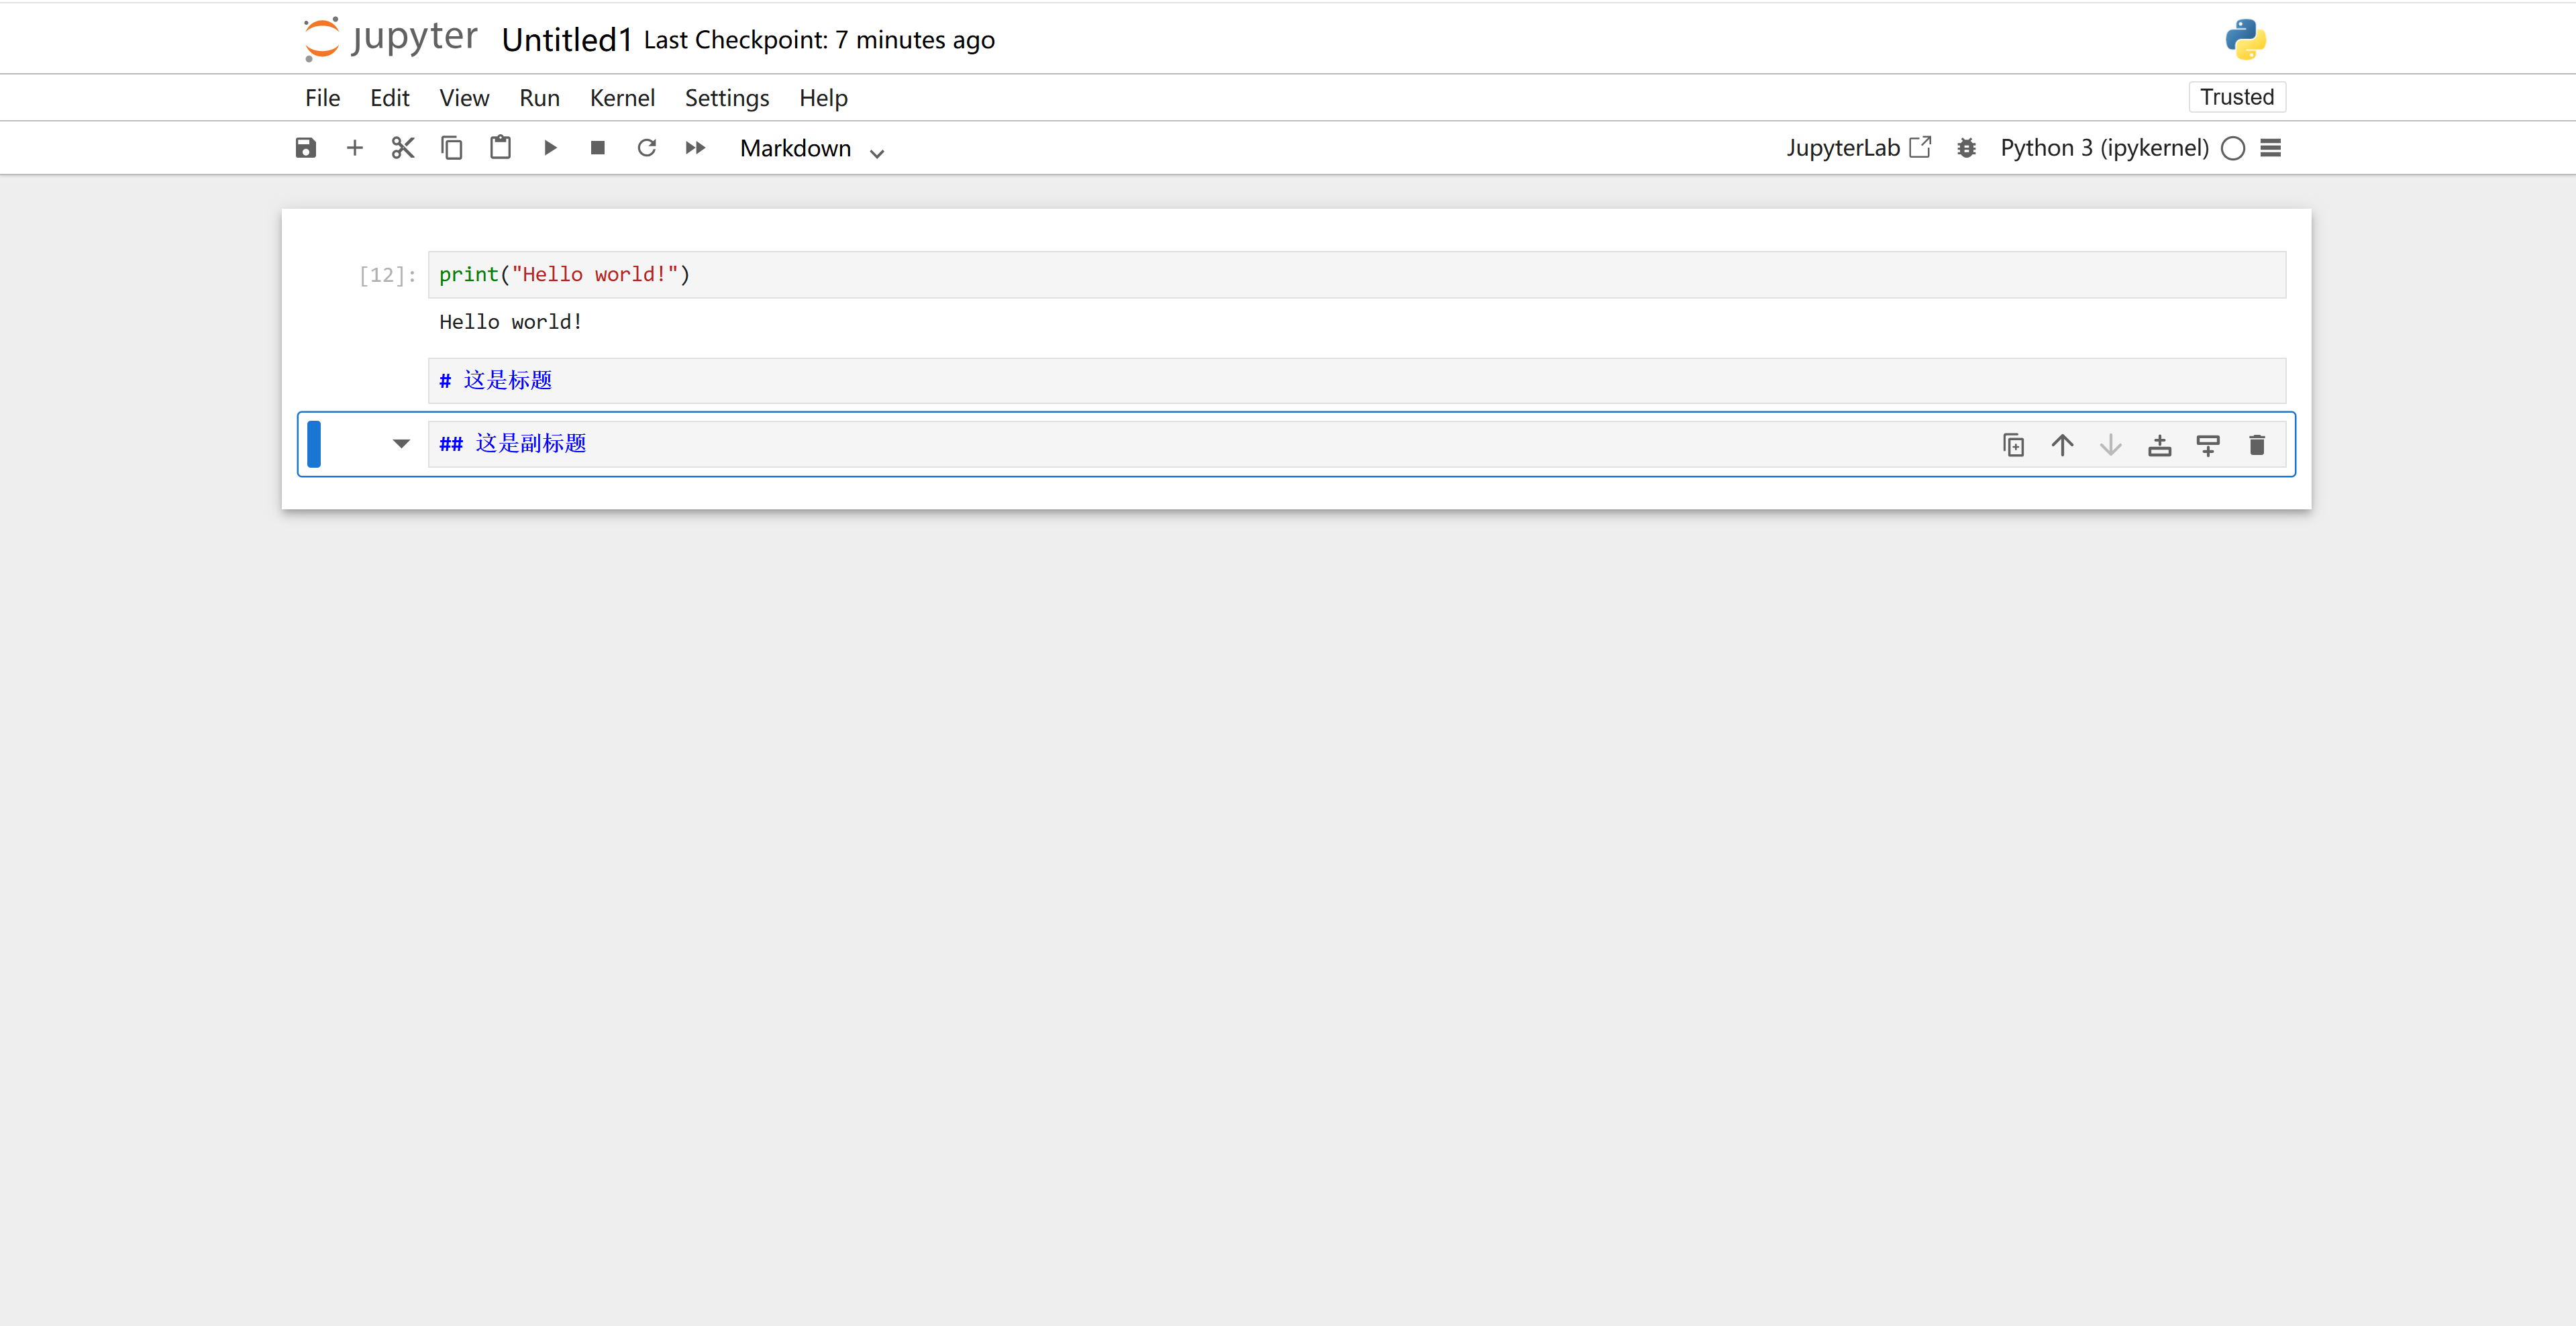 jupyter Untitled1 Last Checkpoint: 7 minutes ago
File Edit View Run Kernel Settings Help Trusted
Markdown JupyterLab Python 3 (ipykernel)
[12]: print("Hello world!")
Hello world!
# 这是标题
## 这是副标题